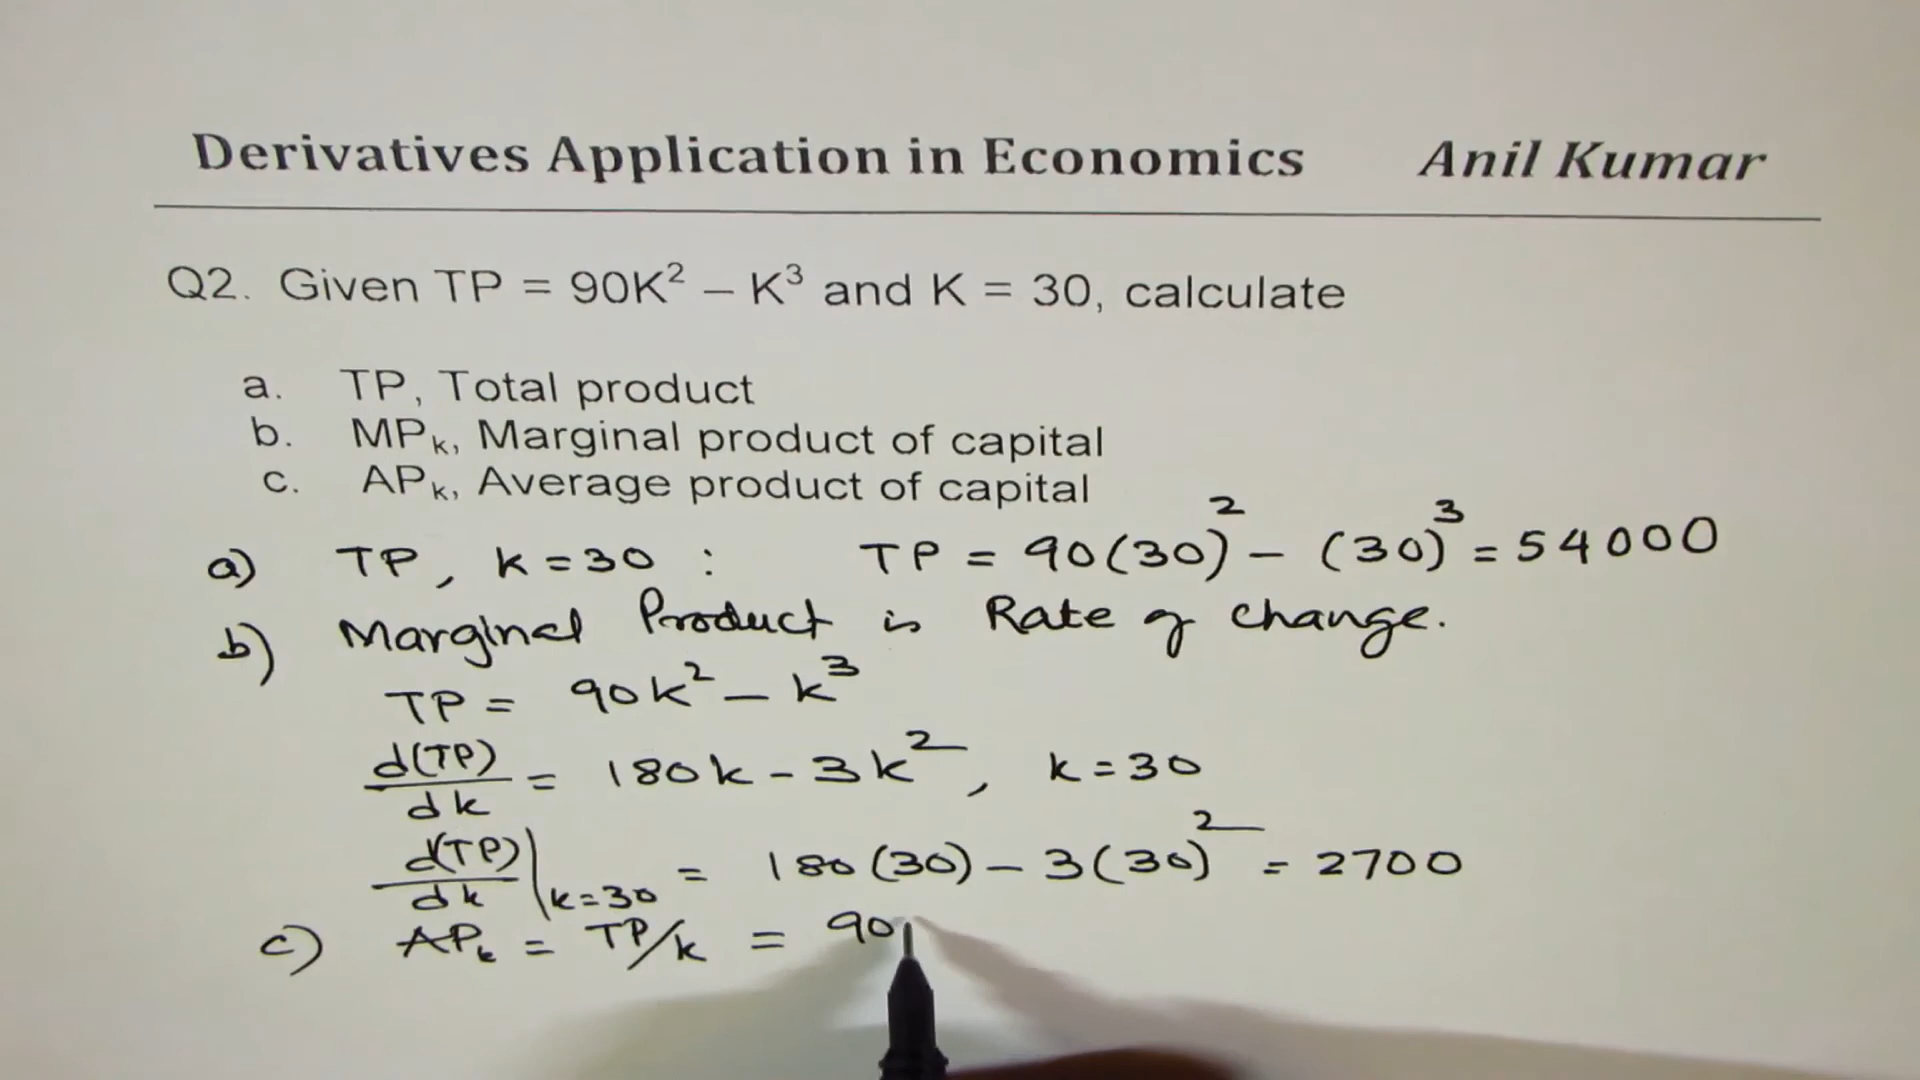 Derivatives Application in Economics Anil Kumar
Q2. Given TP = 90K² – K³ and K = 30, calculate
a. TP, Total product
b. MPₖ, Marginal product of capital
c. APₖ, Average product of capital
a) TP, k = 30 : TP = 90(30)² – (30)³ = 54000
b) Marginal Product is Rate of change.
TP = 90k² – k³
d(TP)/dk = 180k – 3k², k = 30
d(TP)/dk |k=30 = 180(30) – 3(30)² = 2700
c) APₖ = TP/k = 90